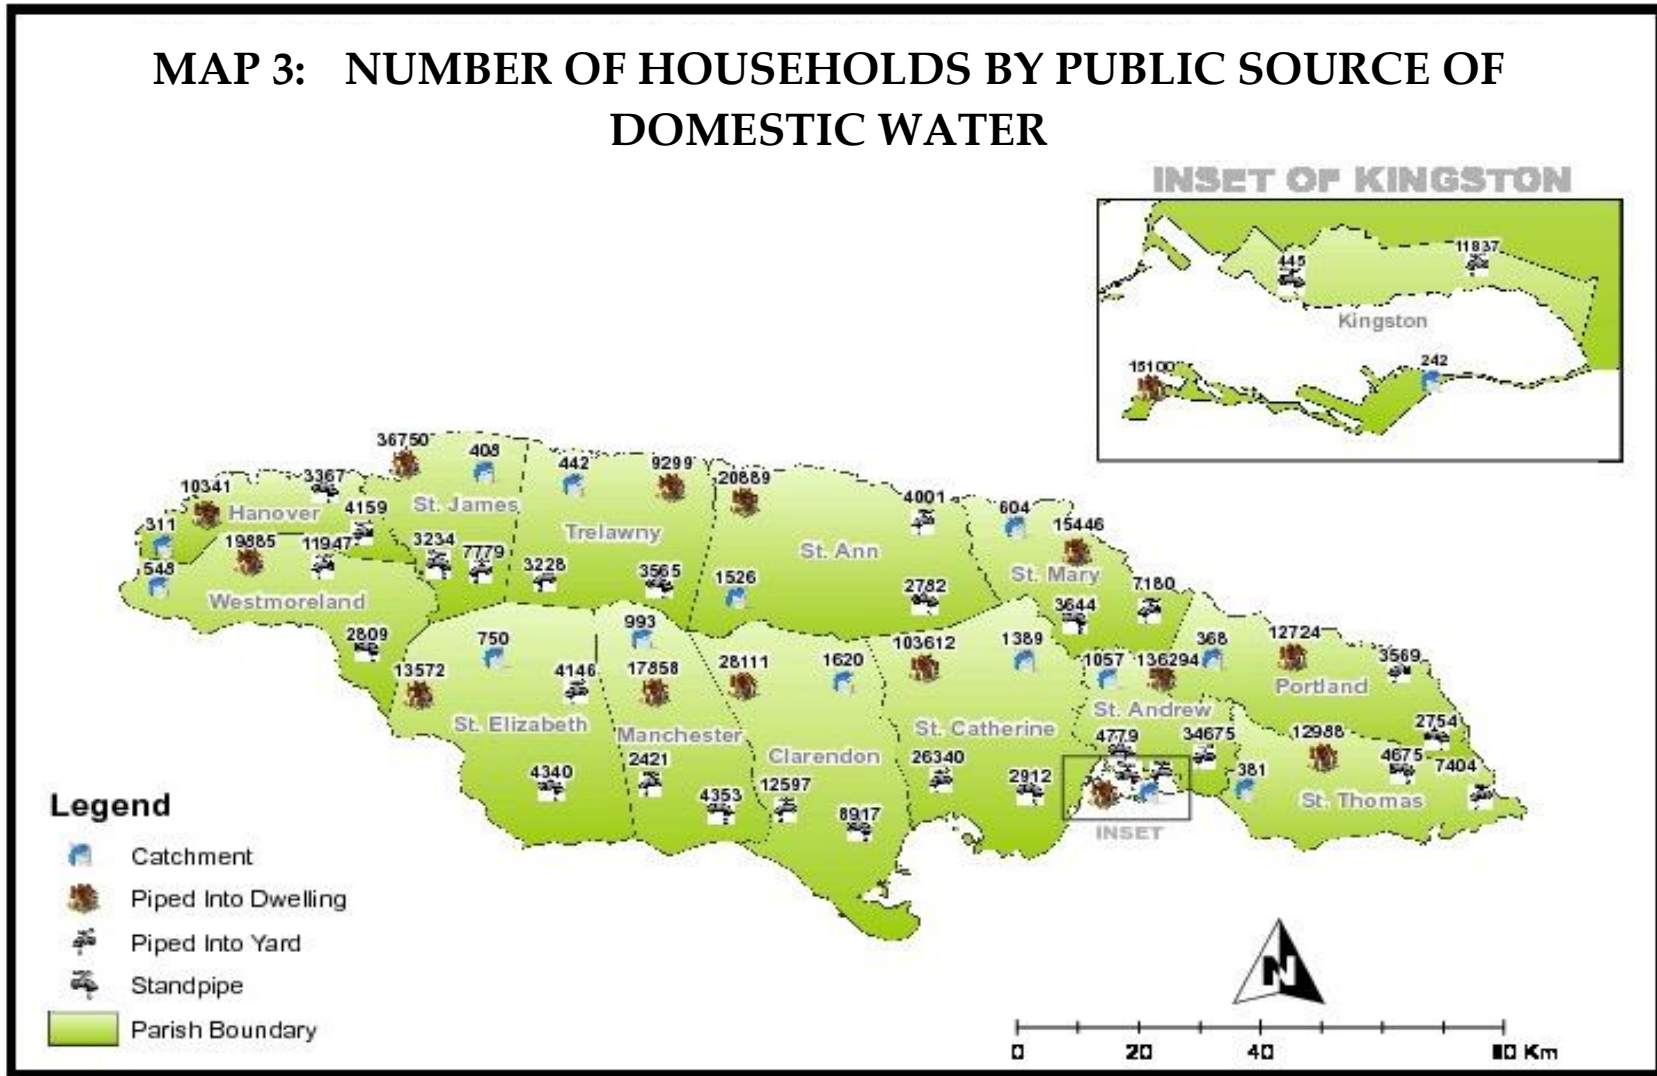 MAP 3: NUMBER OF HOUSEHOLDS BY PUBLIC SOURCE OF
DOMESTIC WATER
INSET OF KINGSTON
445
11837
Kingston
15100
242
36750
408
442
9299
20889
10341
3367
4159
Hanover
St. James
311
19885
11947
3234
7779
Trelawny
3228
3565
St. Ann
4001
604
15446
548
Westmoreland
1526
2782
St. Mary
7180
3644
2809
750
993
103612
1389
1057
136294
368
12724
3569
13572
4146
17858
28111
1620
Portland
St. Elizabeth
Manchester
Clarendon
St. Catherine
St. Andrew
4779
34675
12988
2754
4675
7404
4340
2421
4353
12597
8917
26340
2912
381
St. Thomas
INSET
Legend
Catchment
Piped Into Dwelling
Piped Into Yard
Standpipe
Parish Boundary
N
0 20 40 80 Km